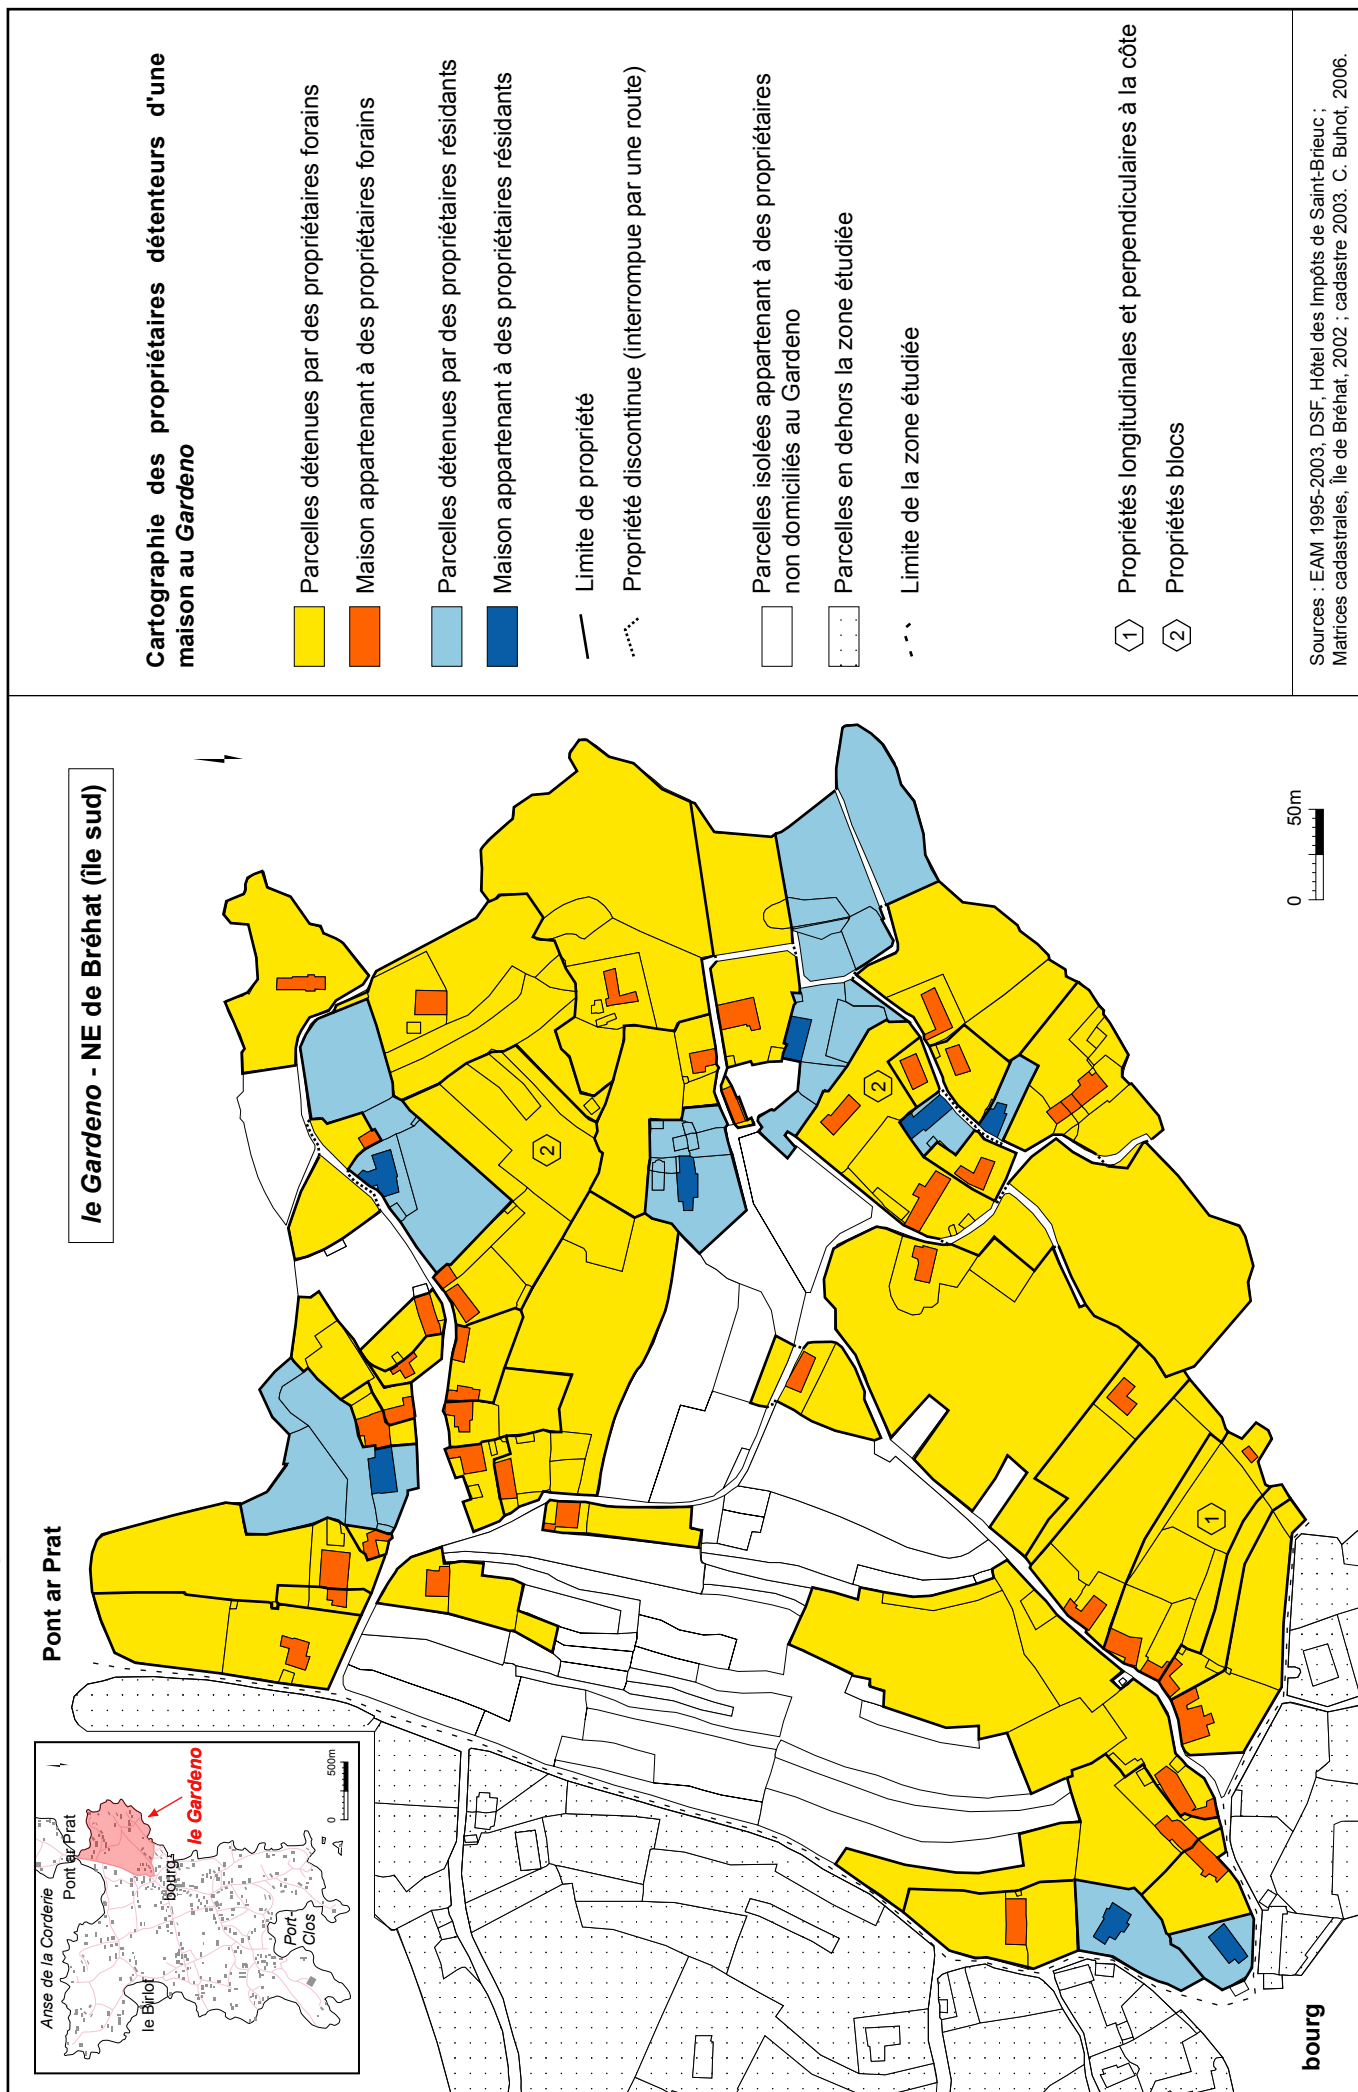 le Gardeno - NE de Bréhat (île sud)
Pont ar Prat
bourg
2
2
1
0
50m
Anse de la Corderie
Pont ar Prat
le Gardeno
le Birlot
bourg
Port
Clos
0
500m
Cartographie des propriétaires détenteurs d'une
maison au Gardeno
Parcelles détenues par des propriétaires forains
Maison appartenant à des propriétaires forains
Parcelles détenues par des propriétaires résidants
Maison appartenant à des propriétaires résidants
Limite de propriété
Propriété discontinue (interrompue par une route)
Parcelles isolées appartenant à des propriétaires
non domiciliés au Gardeno
Parcelles en dehors la zone étudiée
Limite de la zone étudiée
1 Propriétés longitudinales et perpendiculaires à la côte
2 Propriétés blocs
Sources : EAM 1995-2003, DSF, Hôtel des Impôts de Saint-Brieuc ;
Matrices cadastrales, Île de Bréhat, 2002 ; cadastre 2003. C. Buhot, 2006.